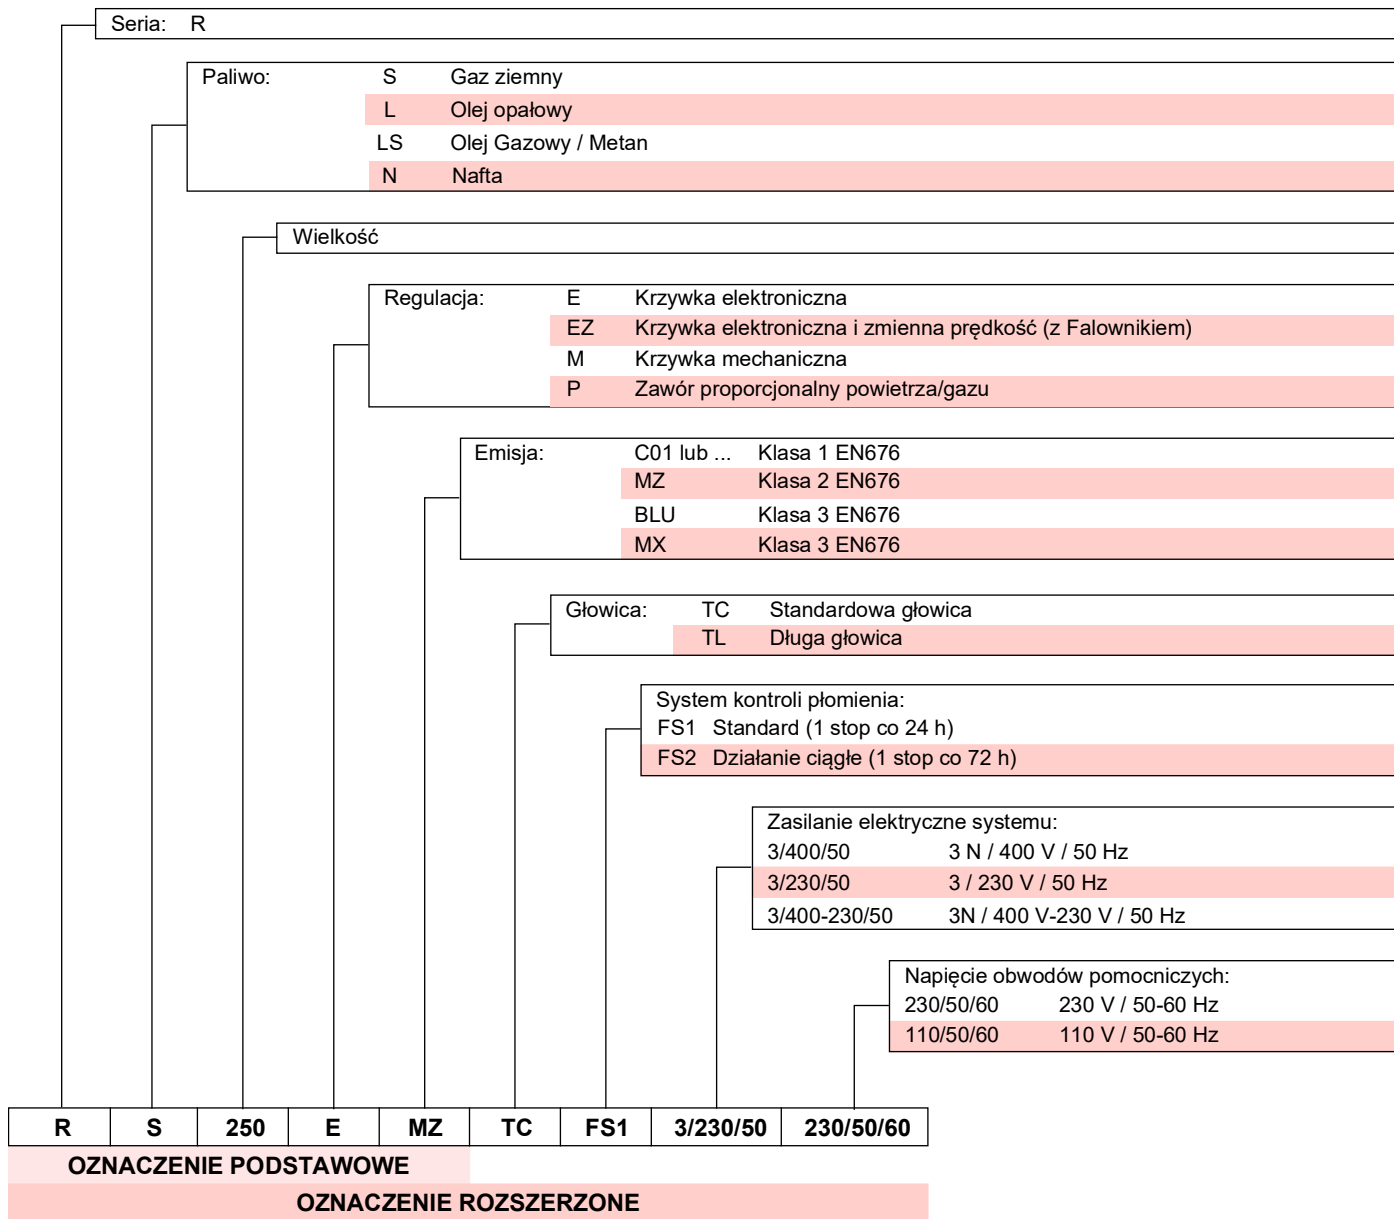 Seria: R
Paliwo: S Gaz ziemny
L Olej opałowy
LS Olej Gazowy / Metan
N Nafta
Wielkość
Regulacja: E Krzywka elektroniczna
EZ Krzywka elektroniczna i zmienna prędkość (z Falownikiem)
M Krzywka mechaniczna
P Zawór proporcjonalny powietrza/gazu
Emisja: C01 lub ... Klasa 1 EN676
MZ Klasa 2 EN676
BLU Klasa 3 EN676
MX Klasa 3 EN676
Głowica: TC Standardowa głowica
TL Długa głowica
System kontroli płomienia:
FS1 Standard (1 stop co 24 h)
FS2 Działanie ciągłe (1 stop co 72 h)
Zasilanie elektryczne systemu:
3/400/50 3 N / 400 V / 50 Hz
3/230/50 3 / 230 V / 50 Hz
3/400-230/50 3N / 400 V-230 V / 50 Hz
Napięcie obwodów pomocniczych:
230/50/60 230 V / 50-60 Hz
110/50/60 110 V / 50-60 Hz
R S 250 E MZ TC FS1 3/230/50 230/50/60
OZNACZENIE PODSTAWOWE
OZNACZENIE ROZSZERZONE